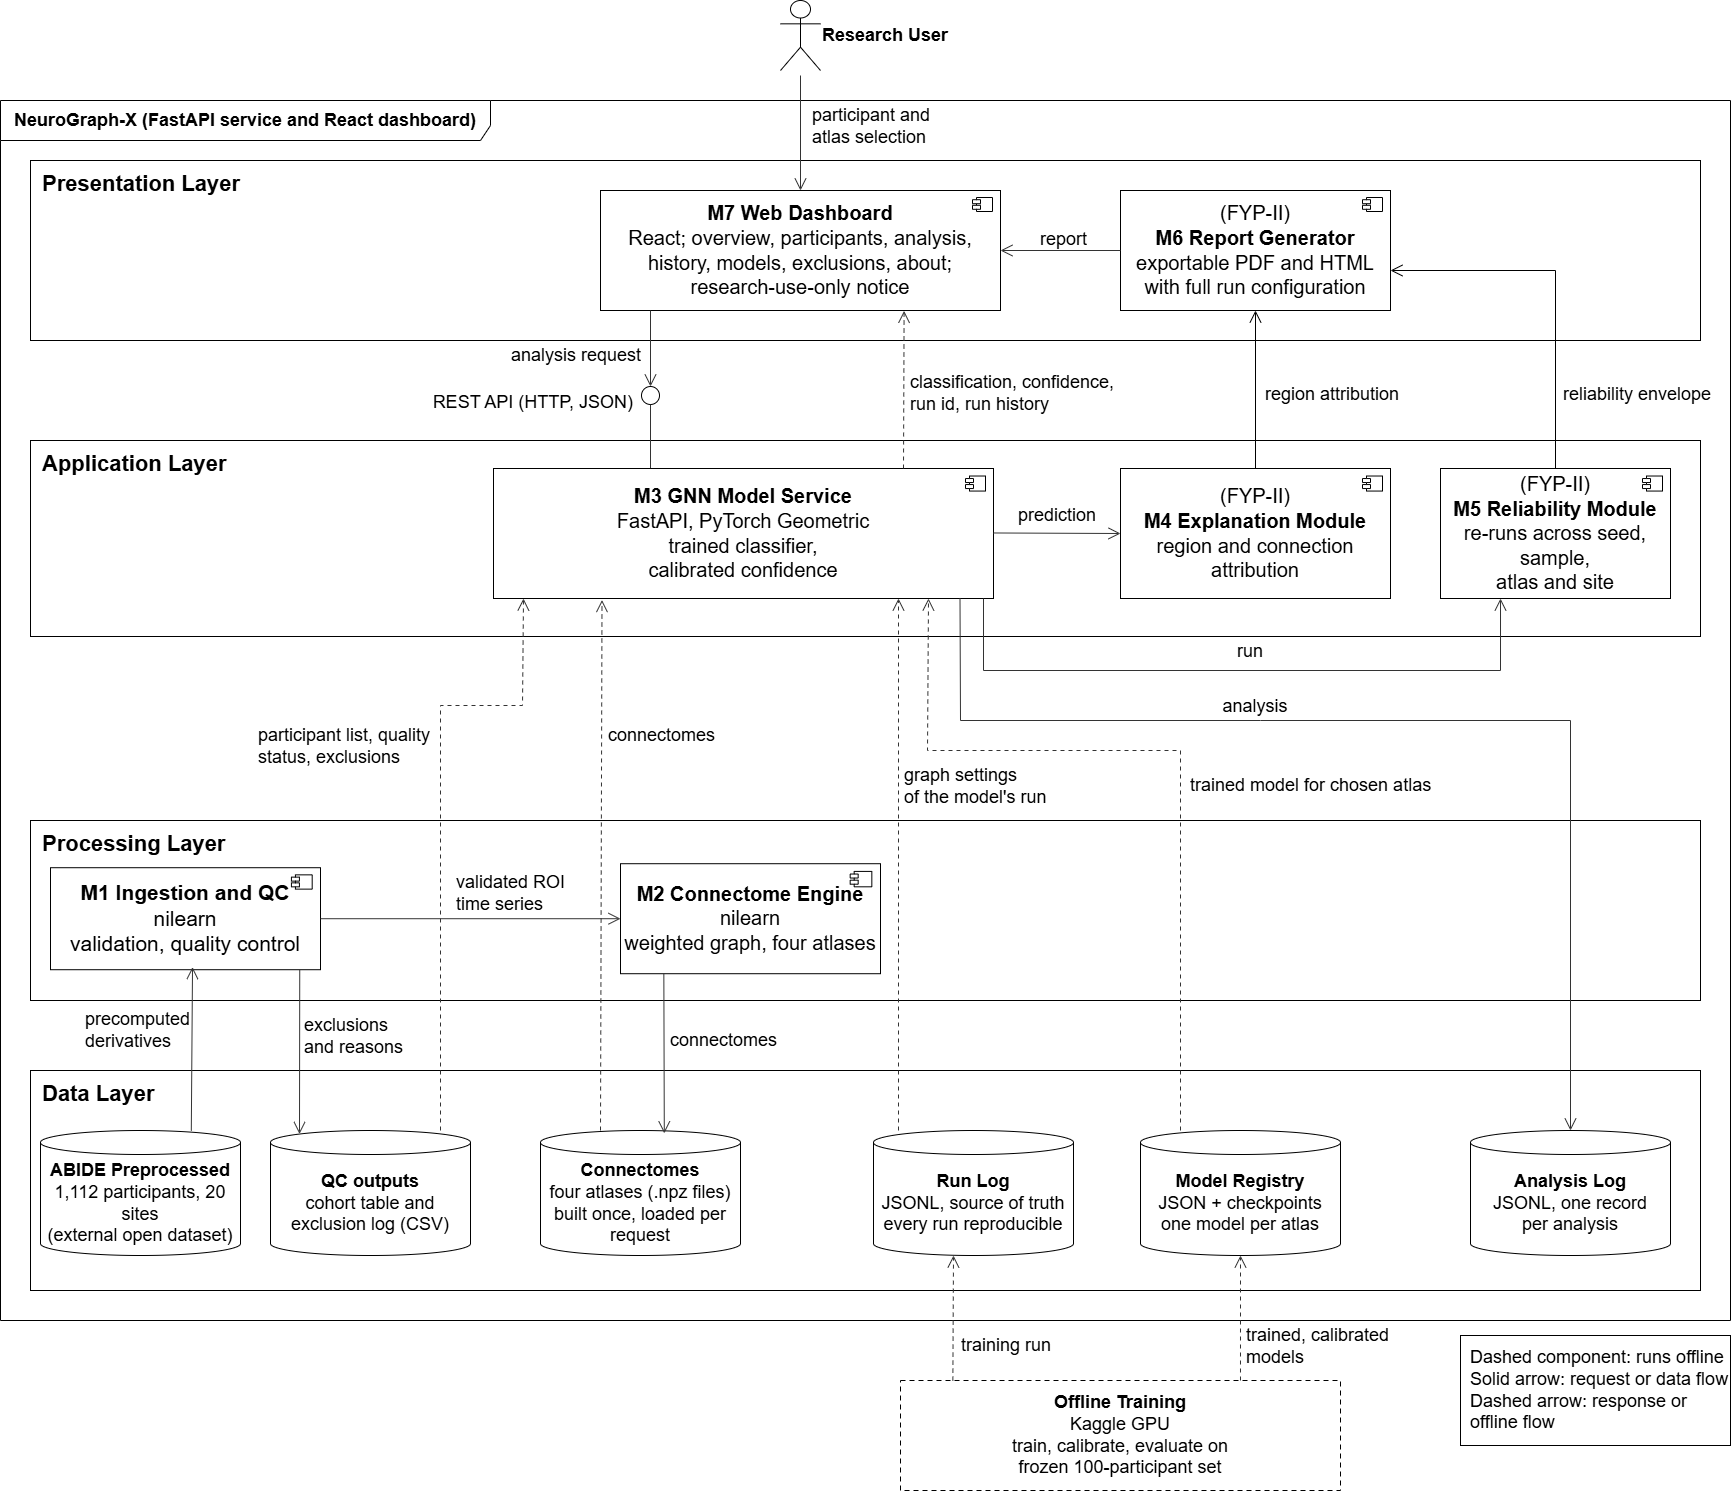 Research User
participant and
atlas selection
NeuroGraph-X (FastAPI service and React dashboard)
Presentation Layer
M7 Web Dashboard
React; overview, participants, analysis,
history, models, exclusions, about;
research-use-only notice
report
(FYP-II)
M6 Report Generator
exportable PDF and HTML
with full run configuration
analysis request
REST API (HTTP, JSON)
classification, confidence,
run id, run history
region attribution
reliability envelope
Application Layer
M3 GNN Model Service
FastAPI, PyTorch Geometric
trained classifier,
calibrated confidence
prediction
(FYP-II)
M4 Explanation Module
region and connection
attribution
(FYP-II)
M5 Reliability Module
re-runs across seed,
sample,
atlas and site
run
analysis
participant list, quality
status, exclusions
connectomes
graph settings
of the model's run
trained model for chosen atlas
Processing Layer
M1 Ingestion and QC
nilearn
validation, quality control
validated ROI
time series
M2 Connectome Engine
nilearn
weighted graph, four atlases
precomputed
derivatives
exclusions
and reasons
connectomes
Data Layer
ABIDE Preprocessed
1,112 participants, 20
sites
(external open dataset)
QC outputs
cohort table and
exclusion log (CSV)
Connectomes
four atlases (.npz files)
built once, loaded per
request
Run Log
JSONL, source of truth
every run reproducible
Model Registry
JSON + checkpoints
one model per atlas
Analysis Log
JSONL, one record
per analysis
training run
trained, calibrated
models
Offline Training
Kaggle GPU
train, calibrate, evaluate on
frozen 100-participant set
Dashed component: runs offline
Solid arrow: request or data flow
Dashed arrow: response or
offline flow